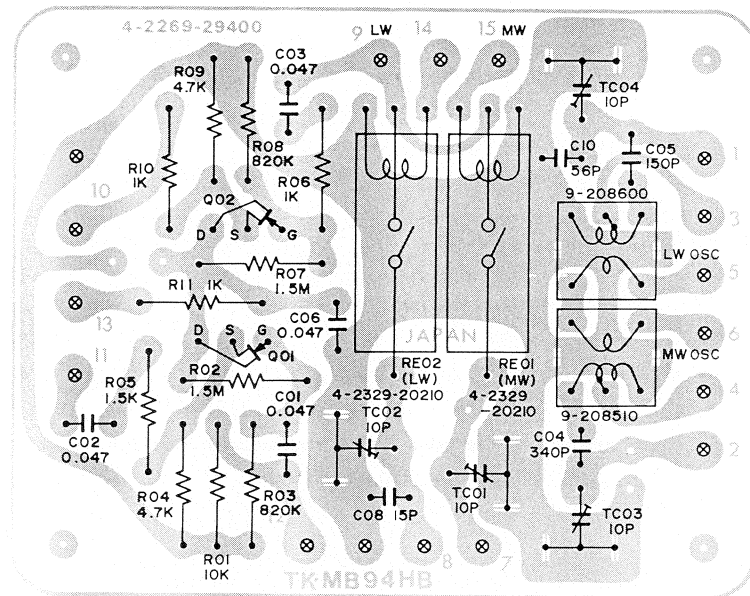 4-2269-29400
9 LW 14 15 MW
C03
0.047
R09
4.7K
TC04
10P
R08
820K
C10
56P
C05
150P
1
R10
1K
R06
1K
10
Q02
9-208600
3
D S G
LW OSC
R07
1.5M
5
R11 1K
C06
0.047
13
JAPAN
6
D S G
Q01
11
MW OSC
RE02
(LW)
RE01
(MW)
R02
1.5M
R05
1.5K
4-2329-20210
4-2329
-20210
4
C01
0.047
TC02
10P
9-208510
C02
0.047
C04
340P
2
R04
4.7K
R03
820K
C08 15P
TC01
10P
TC03
10P
12
R01
10K
8
7
TK-MB94HB